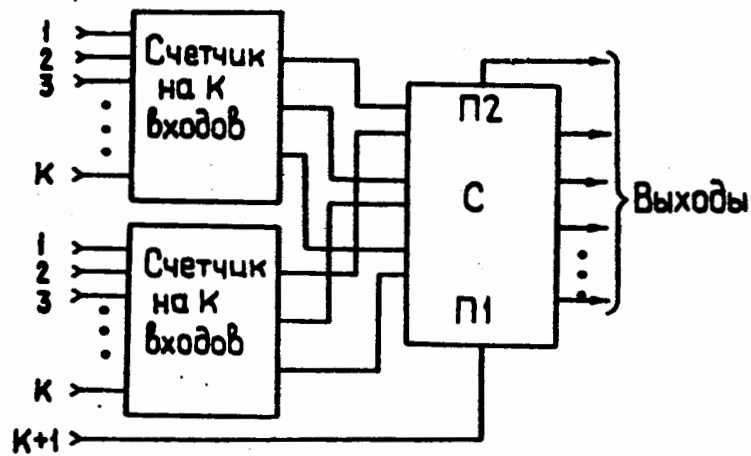 1
2
3
К
Счетчик
на К
входов
1
2
3
К
Счетчик
на К
входов
К+1
П2
С
П1
Выходы